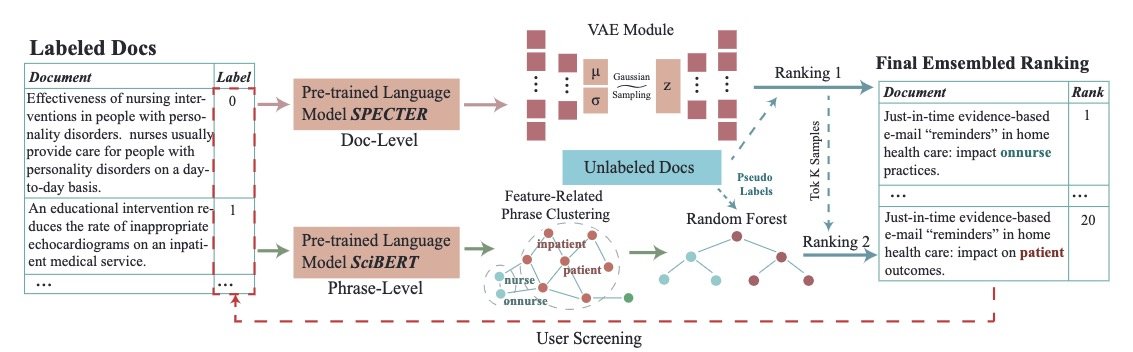 Labeled Docs
Document Label
Effectiveness of nursing inter-
ventions in people with perso-
nality disorders. nurses usually
provide care for people with
personality disorders on a day-
to-day basis.
0
An educational intervention re-
duces the rate of inappropriate
echocardiograms on an inpati-
ent medical service.
1
... ...
Pre-trained Language
Model SPECTER
Doc-Level
Pre-trained Language
Model SciBERT
Phrase-Level
VAE Module
μ
σ
Gaussian
Sampling
z
Unlabeled Docs
Pseudo
Labels
Feature-Related
Phrase Clustering
inpatient
patient
nurse
onnurse
Random Forest
Ranking 1
Tok K Samples
Ranking 2
Final Emsembled Ranking
Document Rank
Just-in time evidence-based
e-mail “reminders” in home
health care: impact onnurse
practices.
1
... ...
Just-in-time evidence-based
e-mail “reminders” in home
health care: impact on patient
outcomes.
20
User Screening